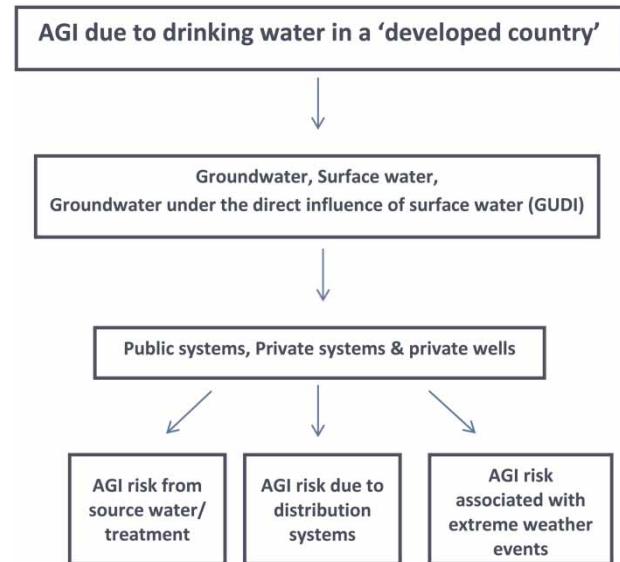 AGI due to drinking water in a ‘developed country’
Groundwater, Surface water,
Groundwater under the direct influence of surface water (GUDI)
Public systems, Private systems & private wells
AGI risk from
source water/
treatment
AGI risk due to
distribution
systems
AGI risk
associated with
extreme weather
events